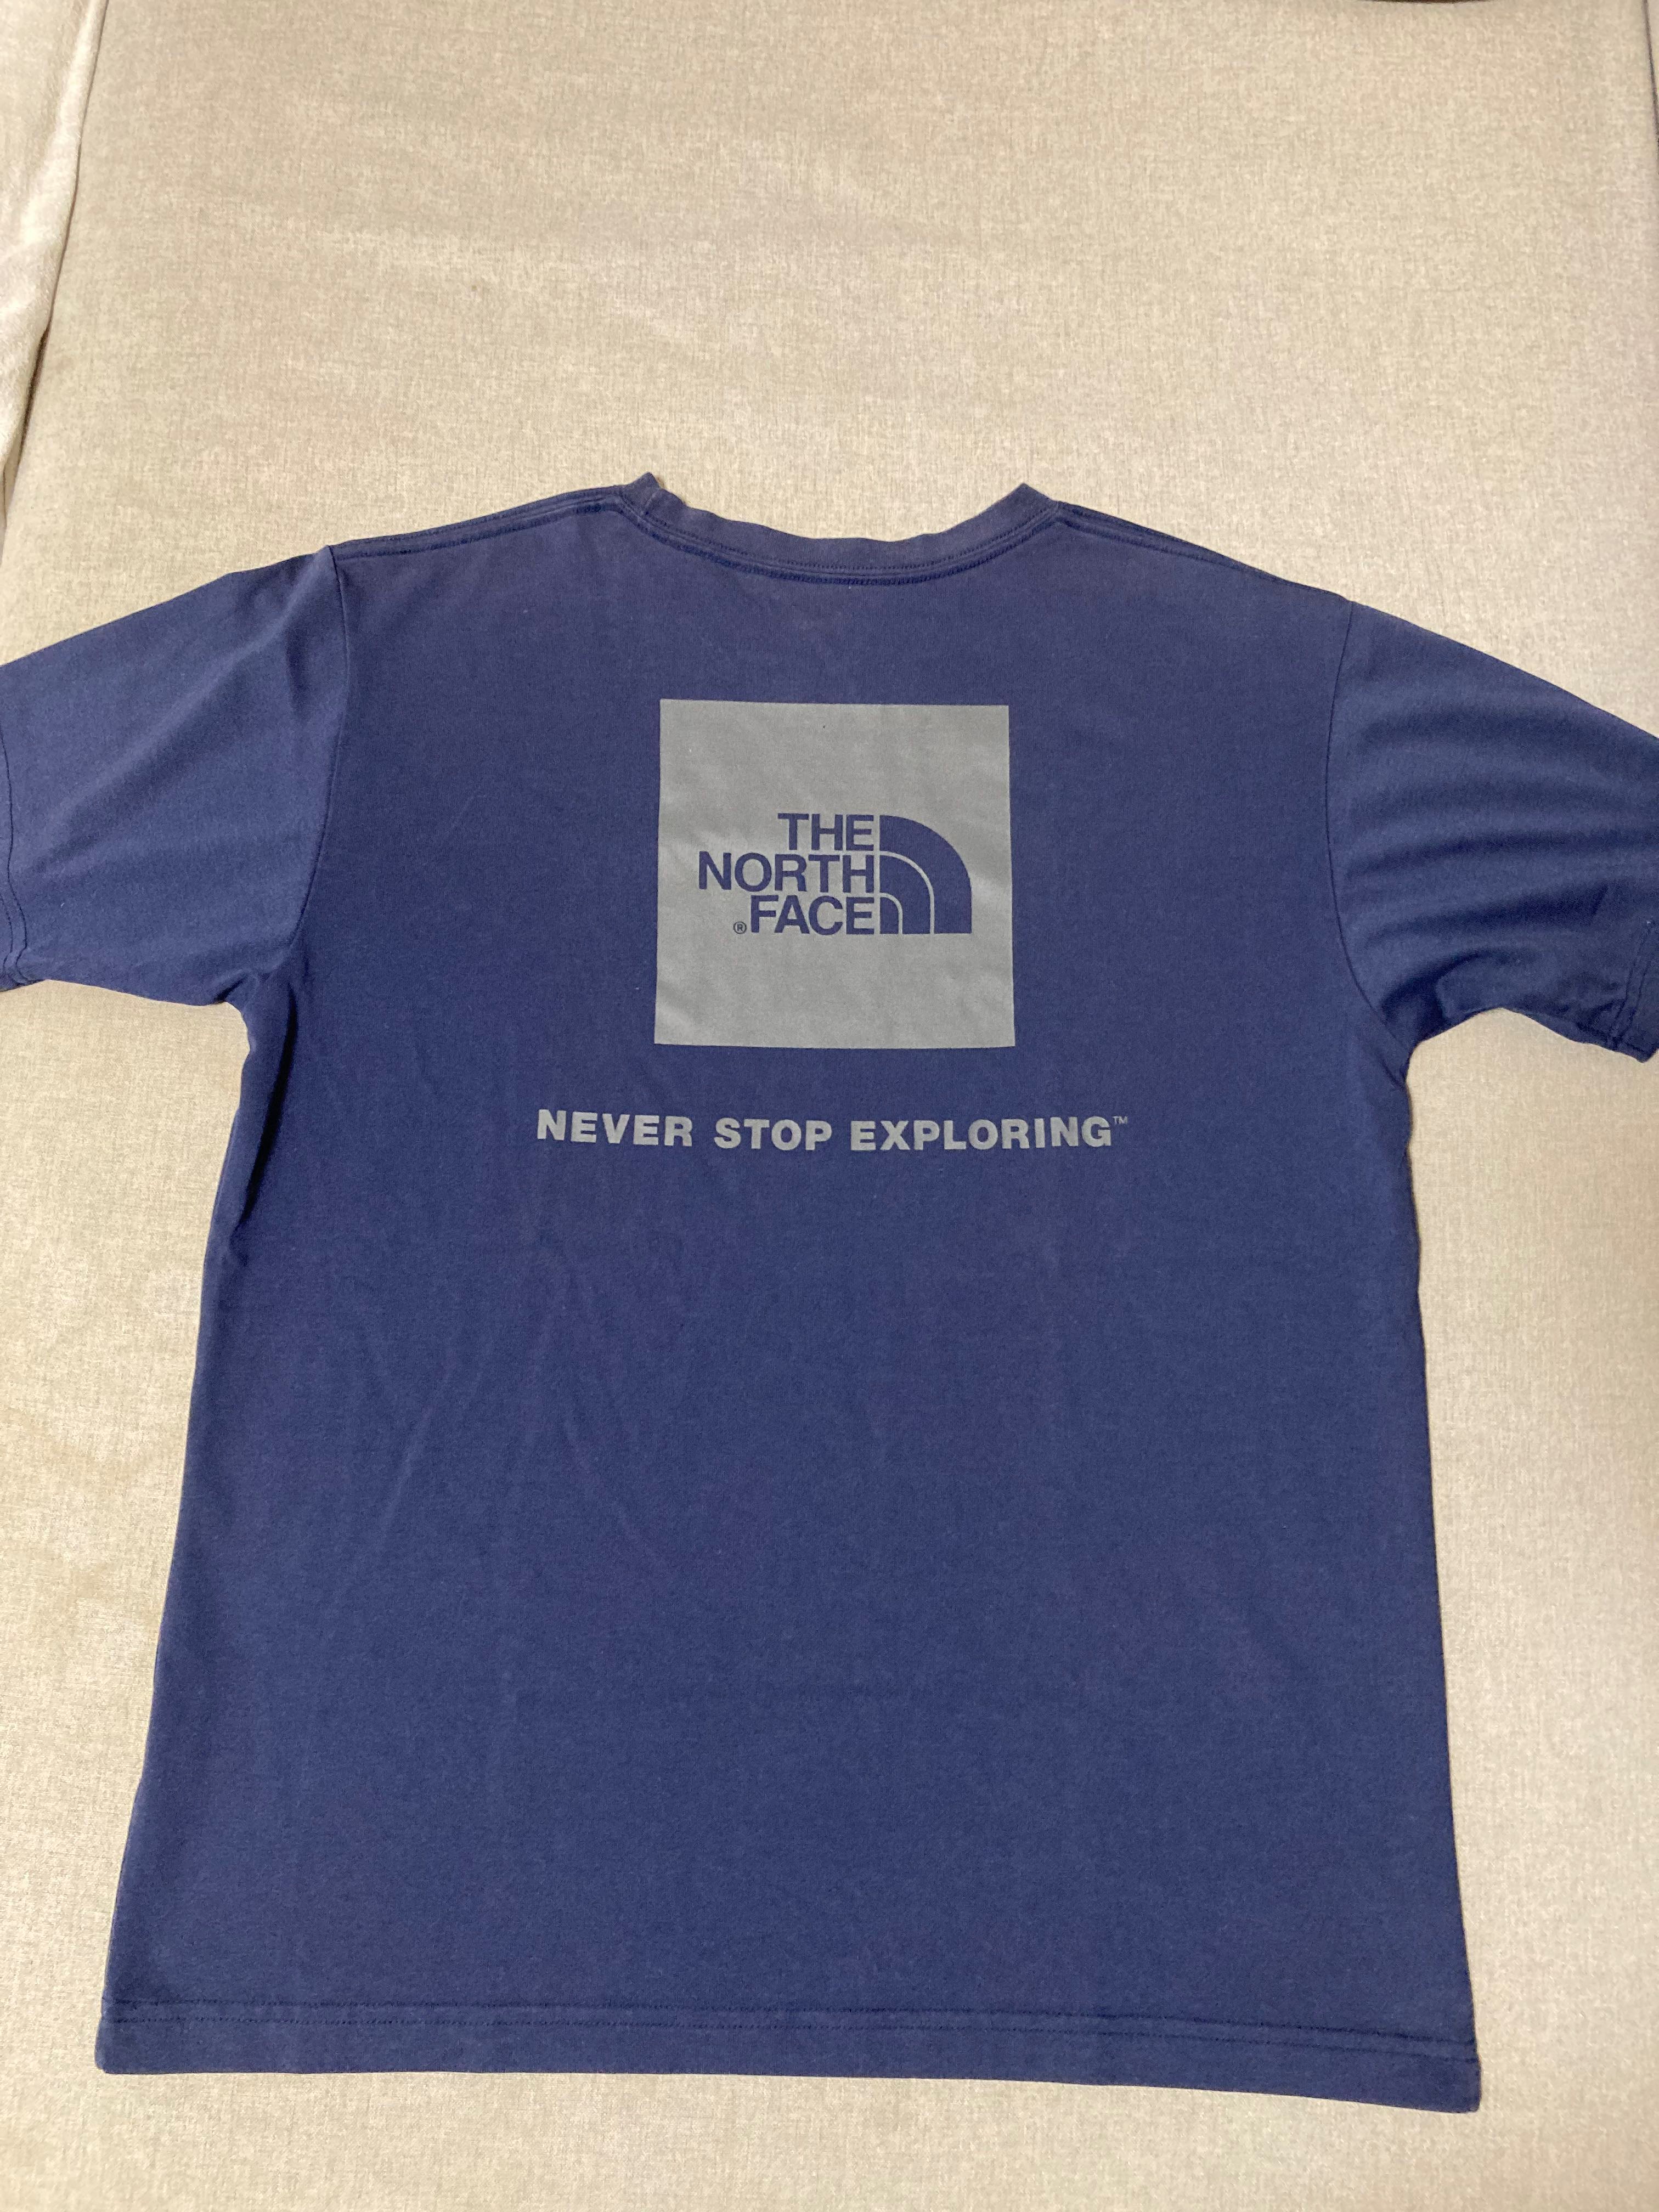 THE
NORTH
®FACE
NEVER STOP EXPLORING™